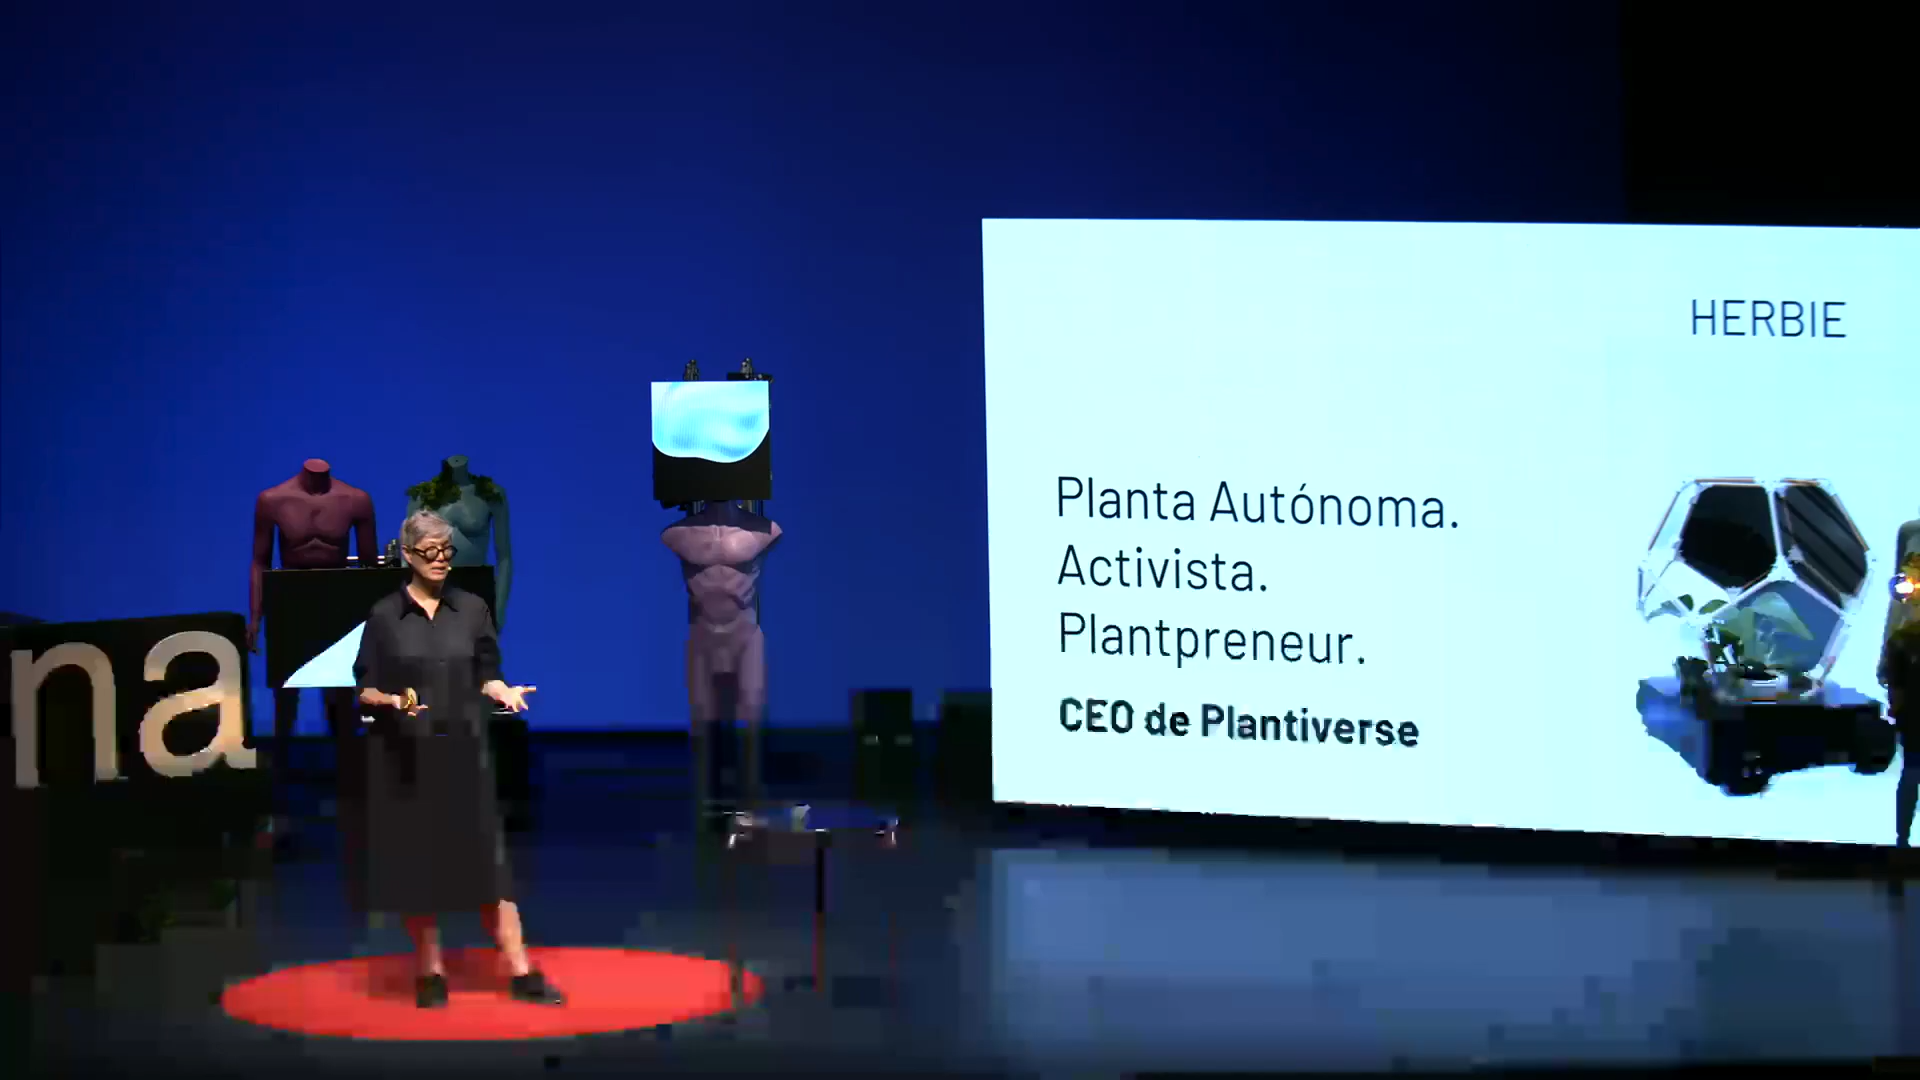 na
HERBIE
Planta Autónoma.
Activista.
Plantpreneur.
CEO de Plantiverse